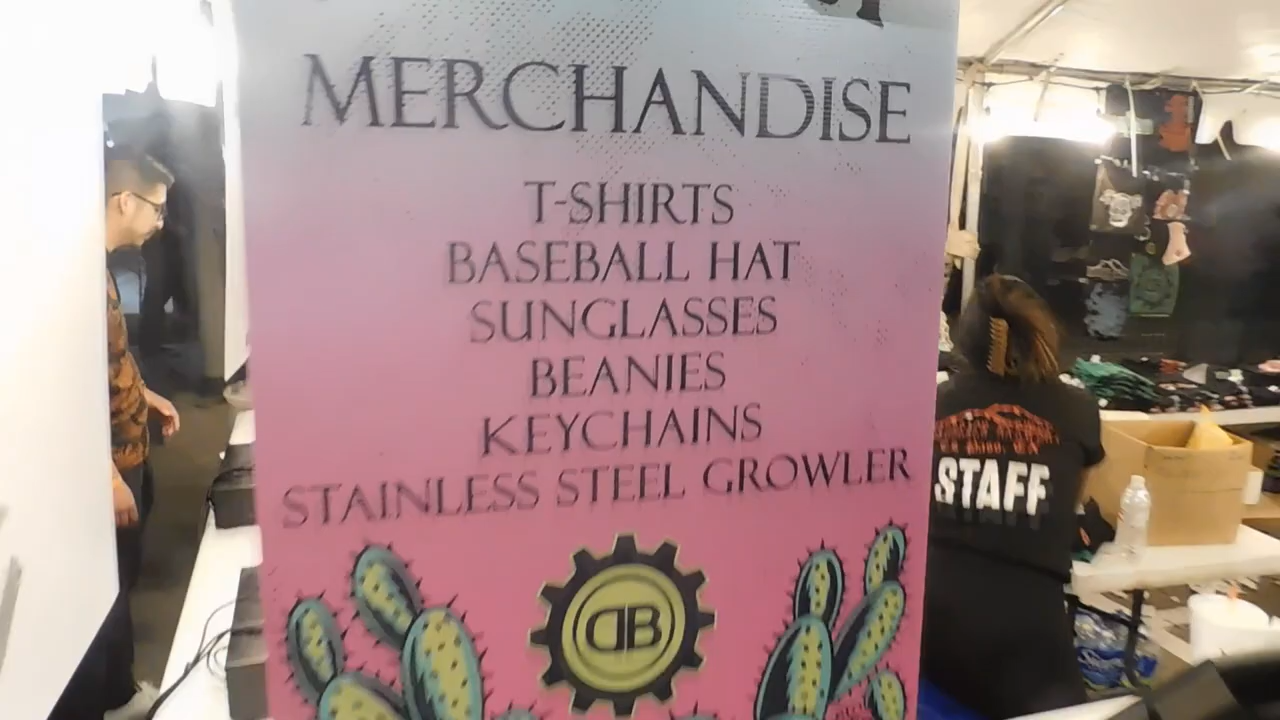 MERCHANDISE
T-SHIRTS
BASEBALL HAT
SUNGLASSES
BEANIES
KEYCHAINS
STAINLESS STEEL GROWLER
DB
STAFF